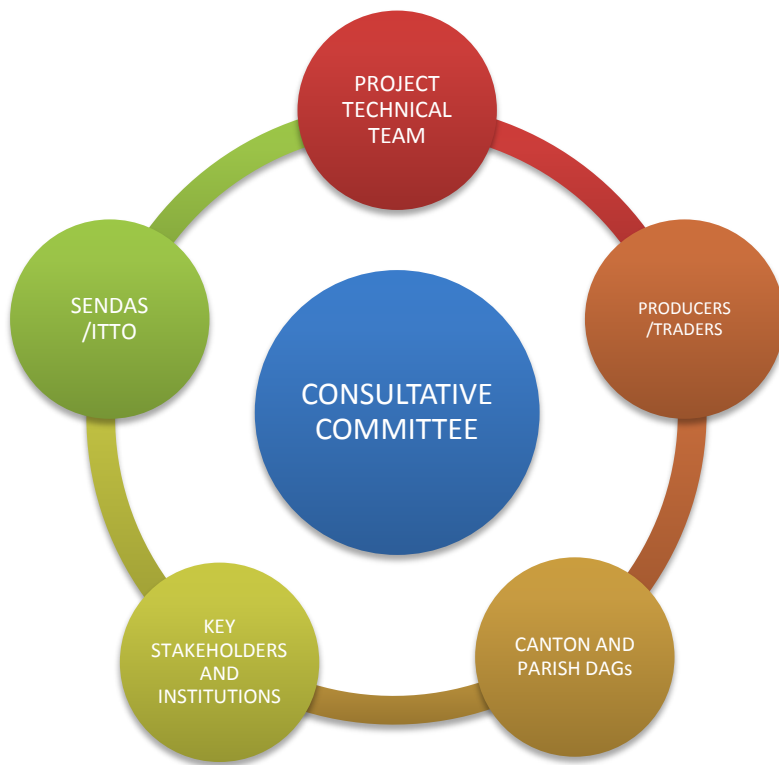 PROJECT
TECHNICAL
TEAM
SENDAS
/ITTO
PRODUCERS
/TRADERS
CONSULTATIVE
COMMITTEE
KEY
STAKEHOLDERS
AND
INSTITUTIONS
CANTON AND
PARISH DAGs